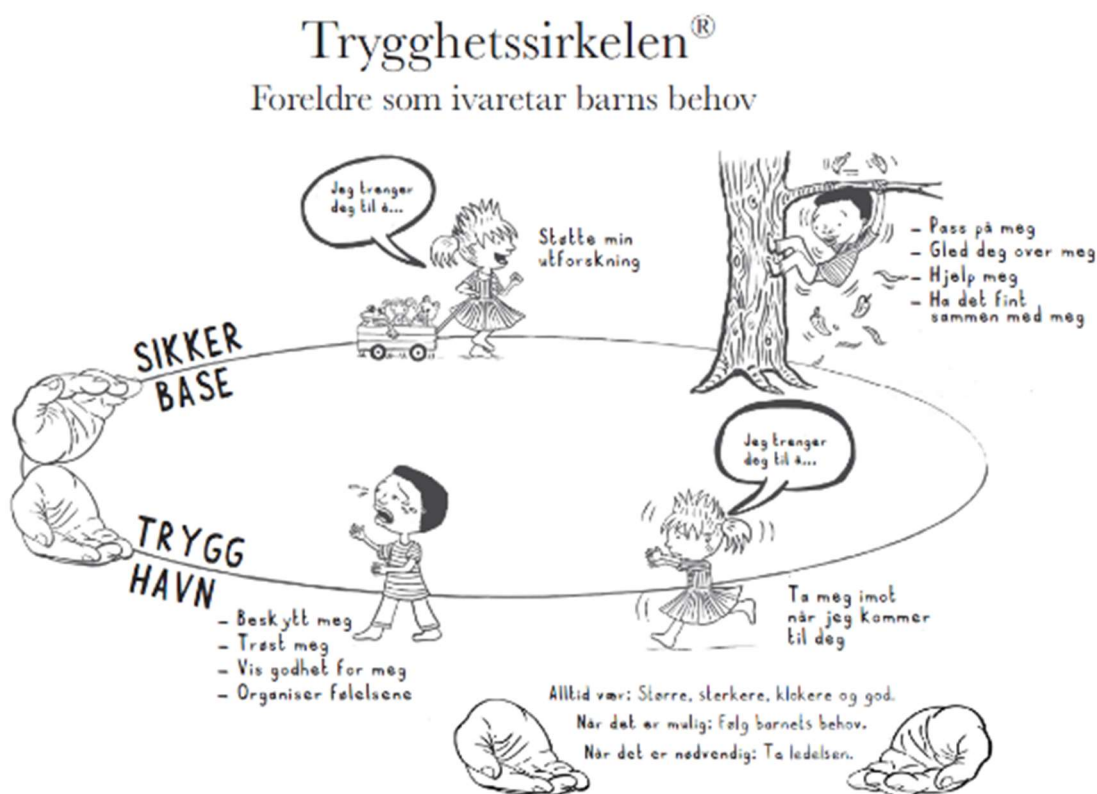 Trygghetssirkelen®
Foreldre som ivaretar barns behov
Jeg trenger
deg til å...
Støtte min
utforskning
- Pass på meg
- Gled deg over meg
- Hjelp meg
- Ha det fint
sammen med meg
SIKKER
BASE
Jeg trenger
deg til å...
Ta meg imot
når jeg kommer
til deg
TRYGG
HAVN
- Beskytt meg
- Trøst meg
- Vis godhet for meg
- Organiser følelsene
Alltid vær: Større, sterkere, klokere og god.
Når det er mulig: Følg barnets behov.
Når det er nødvendig: Ta ledelsen.